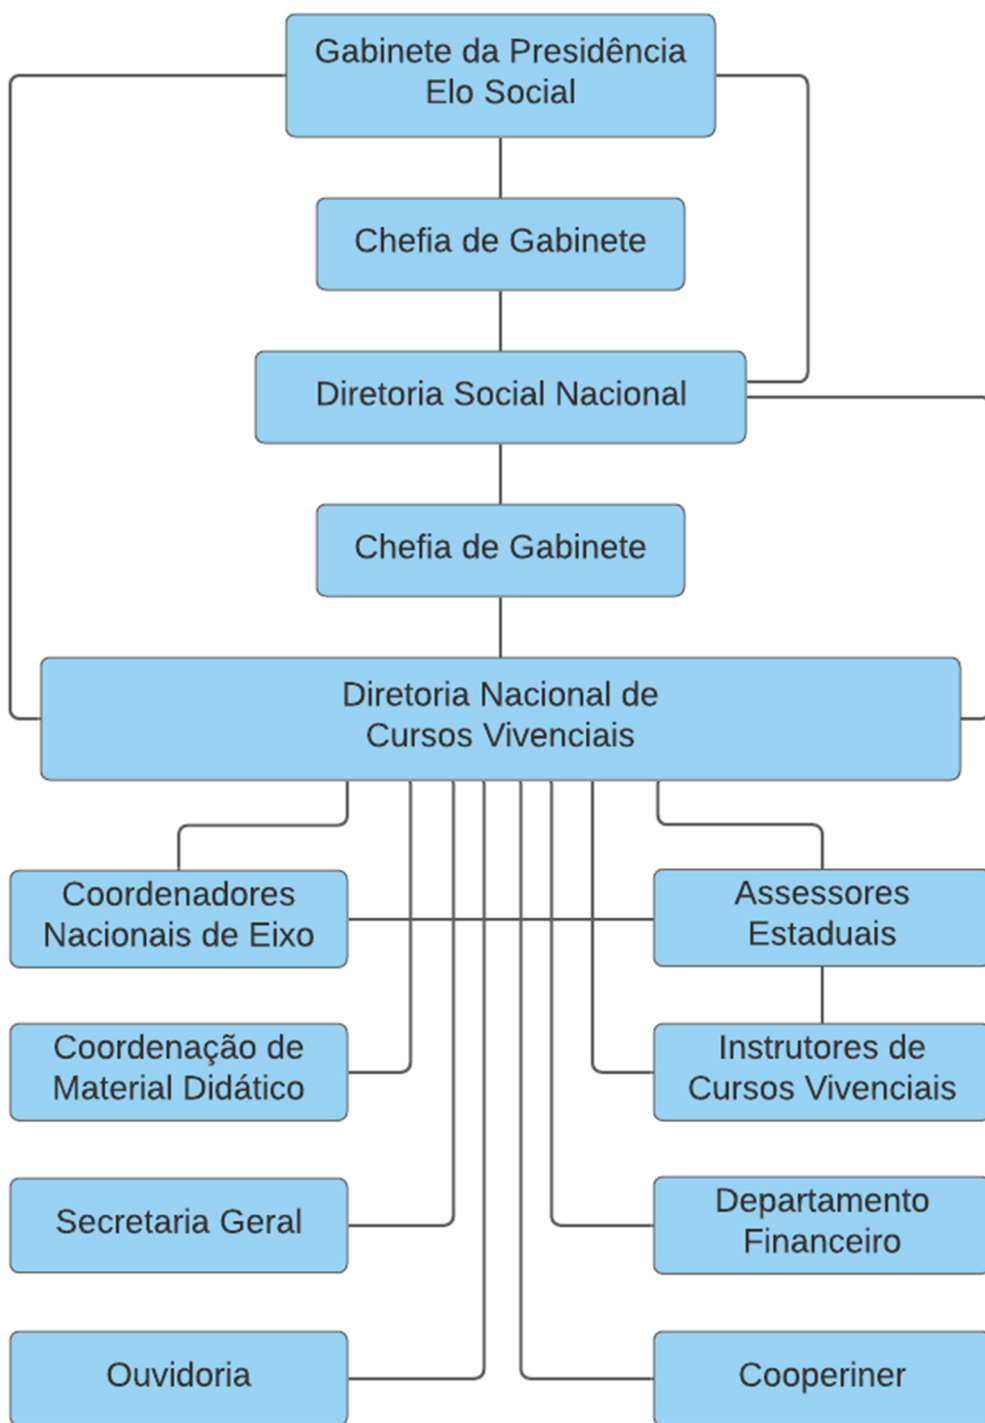 Gabinete da Presidência
Elo Social
Chefia de Gabinete
Diretoria Social Nacional
Chefia de Gabinete
Diretoria Nacional de
Cursos Vivenciais
Coordenadores
Nacionais de Eixo
Assessores
Estaduais
Coordenação de
Material Didático
Instrutores de
Cursos Vivenciais
Secretaria Geral
Departamento
Financeiro
Ouvidoria
Cooperiner